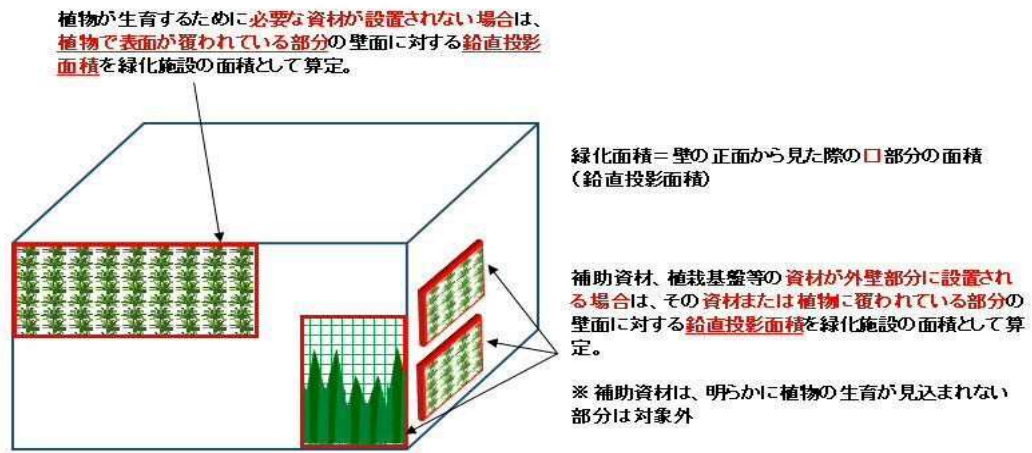 植物が生育するために必要な資材が設置されない場合は、
植物で表面が覆われている部分の壁面に対する鉛直投影
面積を緑化施設の面積として算定。
緑化面積＝壁の正面から見た際の口部分の面積
（鉛直投影面積）
補助資材、植栽基盤等の資材が外壁部分に設置され
る場合は、その資材または植物に覆われている部分の
壁面に対する鉛直投影面積を緑化施設の面積として算
定。
※補助資材は、明らかに植物の生育が見込まれない
部分は対象外